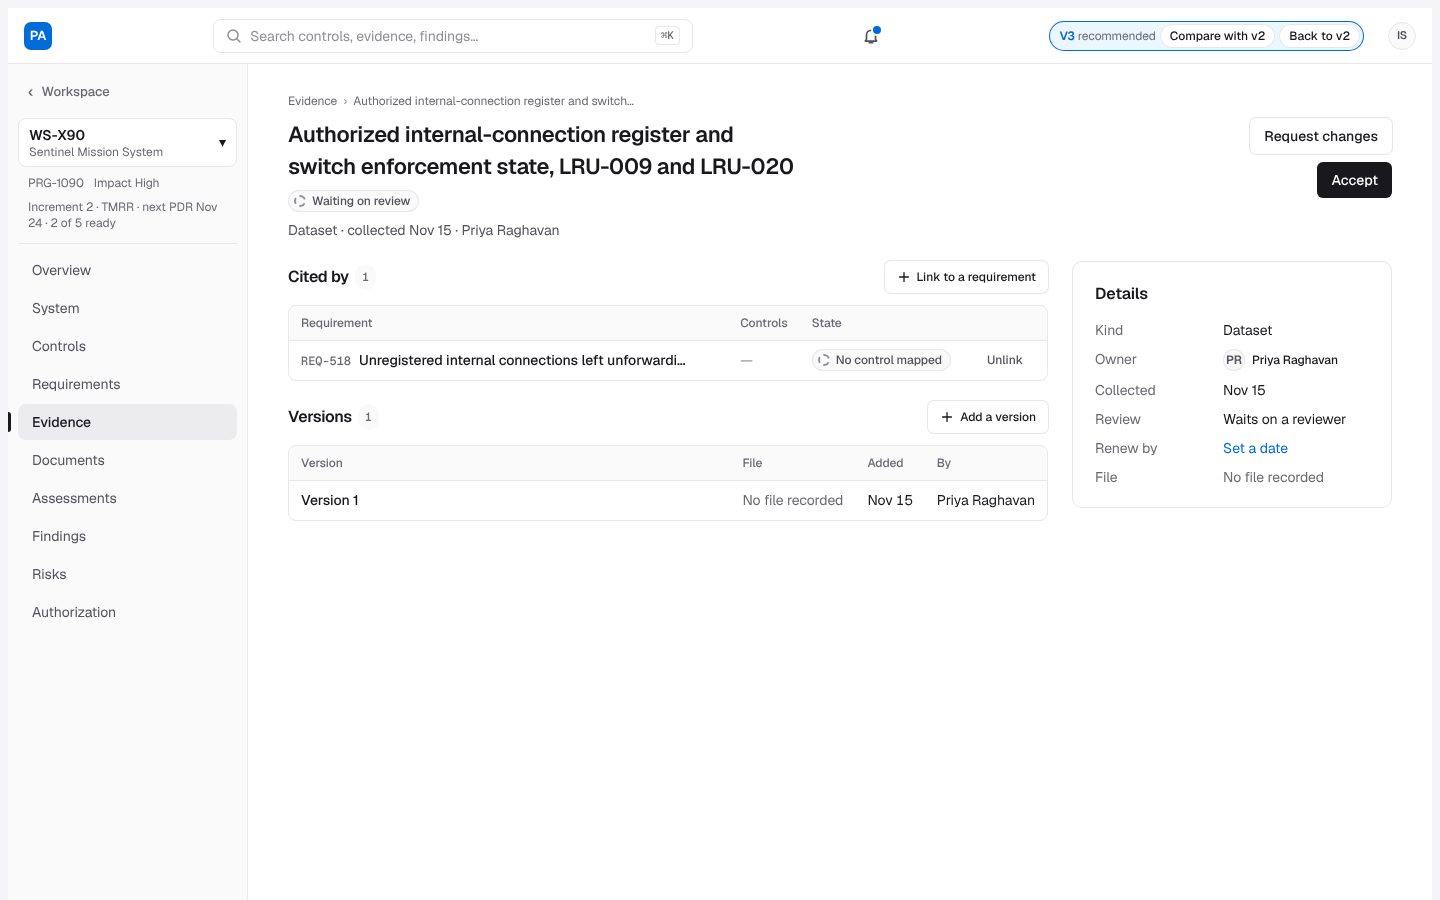 PA
Search controls, evidence, findings...
⌘K
V3 recommended
Compare with v2
Back to v2
IS
‹ Workspace
WS-X90
Sentinel Mission System
PRG-1090 Impact High
Increment 2 · TMRR · next PDR Nov
24 · 2 of 5 ready
Overview
System
Controls
Requirements
Evidence
Documents
Assessments
Findings
Risks
Authorization
Evidence › Authorized internal-connection register and switch...
Authorized internal-connection register and
switch enforcement state, LRU-009 and LRU-020
Waiting on review
Dataset · collected Nov 15 · Priya Raghavan
Request changes
Accept
Cited by 1
+ Link to a requirement
Requirement Controls State
REQ-518 Unregistered internal connections left unforwardi... — No control mapped Unlink
Versions 1
+ Add a version
Version File Added By
Version 1 No file recorded Nov 15 Priya Raghavan
Details
Kind Dataset
Owner PR Priya Raghavan
Collected Nov 15
Review Waits on a reviewer
Renew by Set a date
File No file recorded